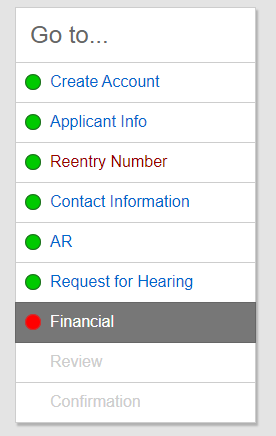 Go to...
Create Account
Applicant Info
Reentry Number
Contact Information
AR
Request for Hearing
Financial
Review
Confirmation